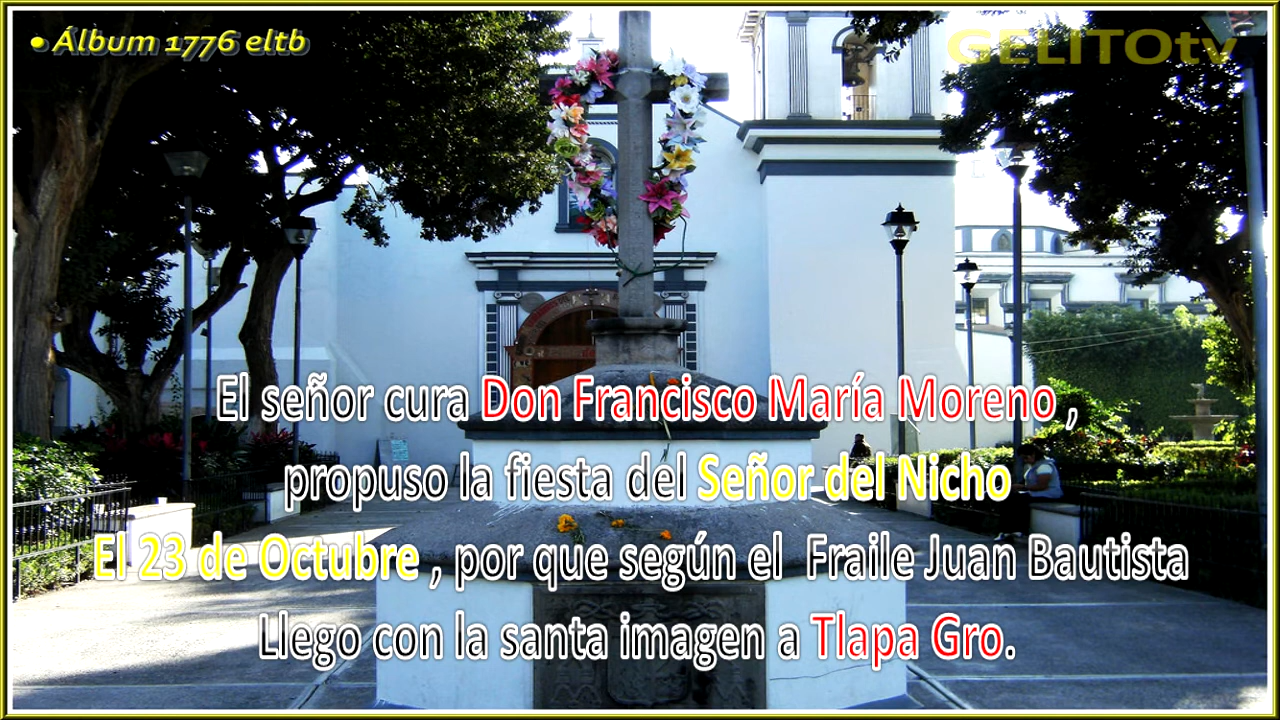 • Álbum 1776 eltb
GELITOtv
El señor cura Don Francisco María Moreno ,
propuso la fiesta del Señor del Nicho
El 23 de Octubre , por que según el Fraile Juan Bautista
Llego con la santa imagen a Tlapa Gro.